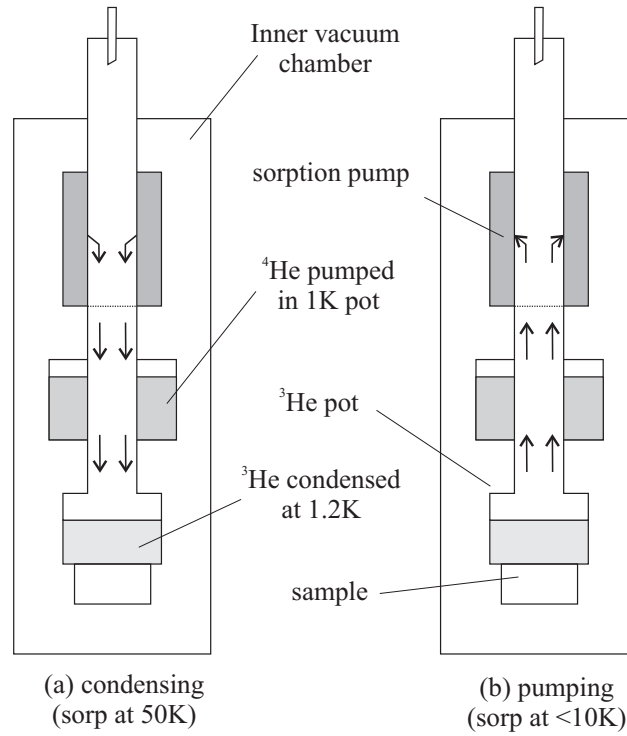 Inner vacuum
chamber
sorption pump
⁴He pumped
in 1K pot
³He pot
³He condensed
at 1.2K
sample
(a) condensing
(sorp at 50K)
(b) pumping
(sorp at <10K)